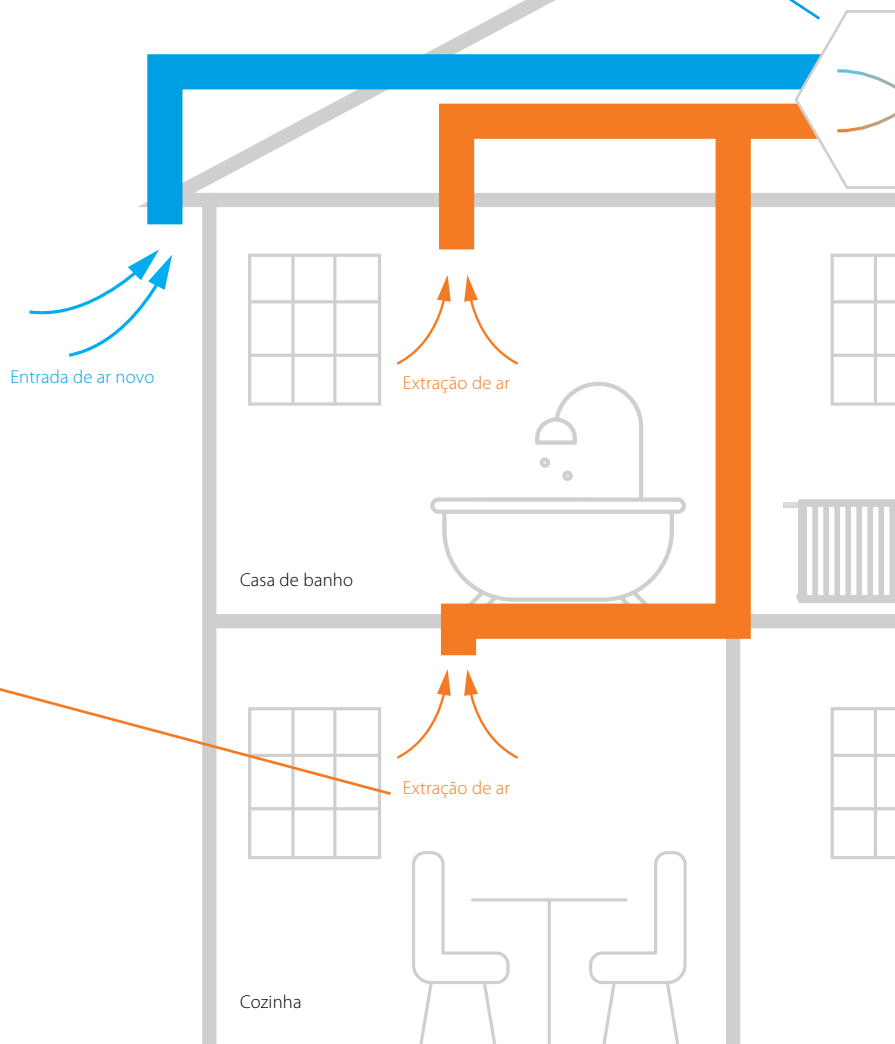 Entrada de ar novo
Extração de ar
Casa de banho
Extração de ar
Cozinha